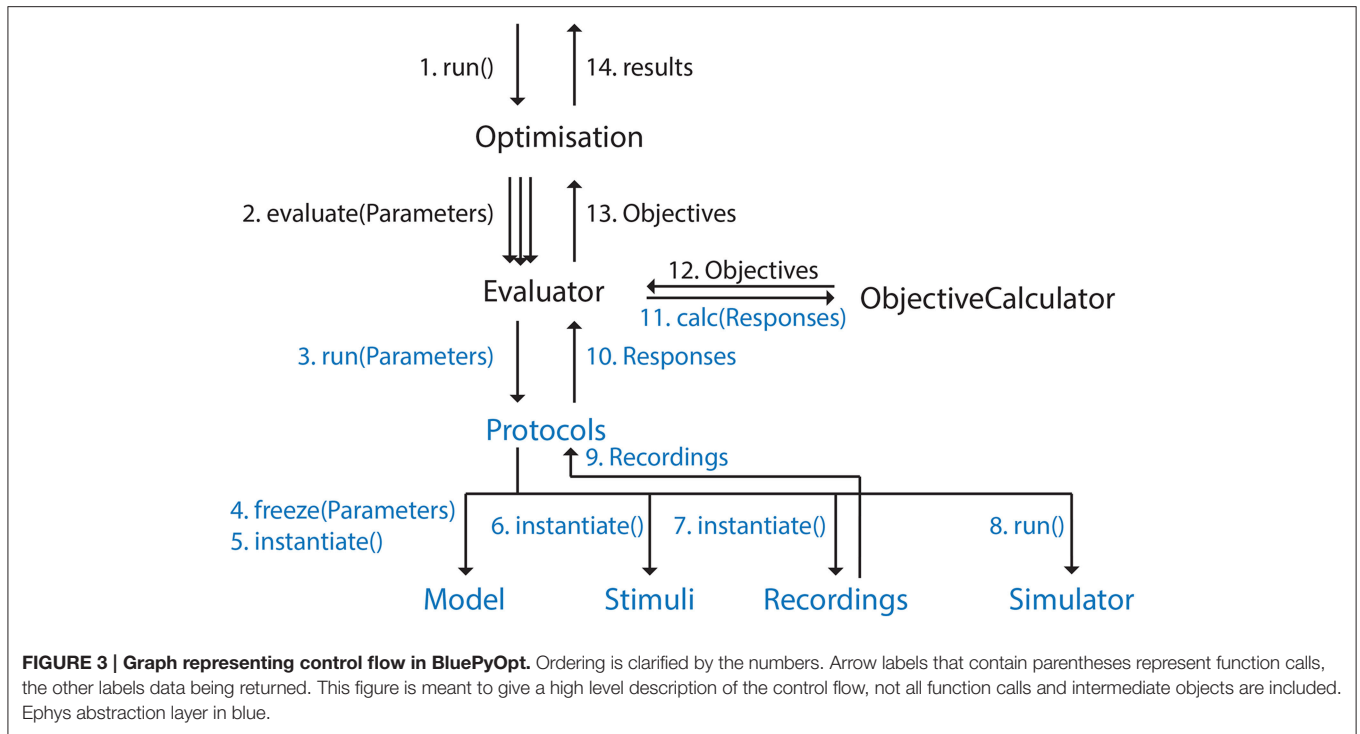 1. run()
14. results
Optimisation
2. evaluate(Parameters)
13. Objectives
12. Objectives
Evaluator
ObjectiveCalculator
11. calc(Responses)
3. run(Parameters)
10. Responses
Protocols
9. Recordings
4. freeze(Parameters)
5. instantiate()
6. instantiate()
7. instantiate()
8. run()
Model
Stimuli
Recordings
Simulator
FIGURE 3 | Graph representing control flow in BluePyOpt. Ordering is clarified by the numbers. Arrow labels that contain parentheses represent function calls,
the other labels data being returned. This figure is meant to give a high level description of the control flow, not all function calls and intermediate objects are included.
Ephys abstraction layer in blue.